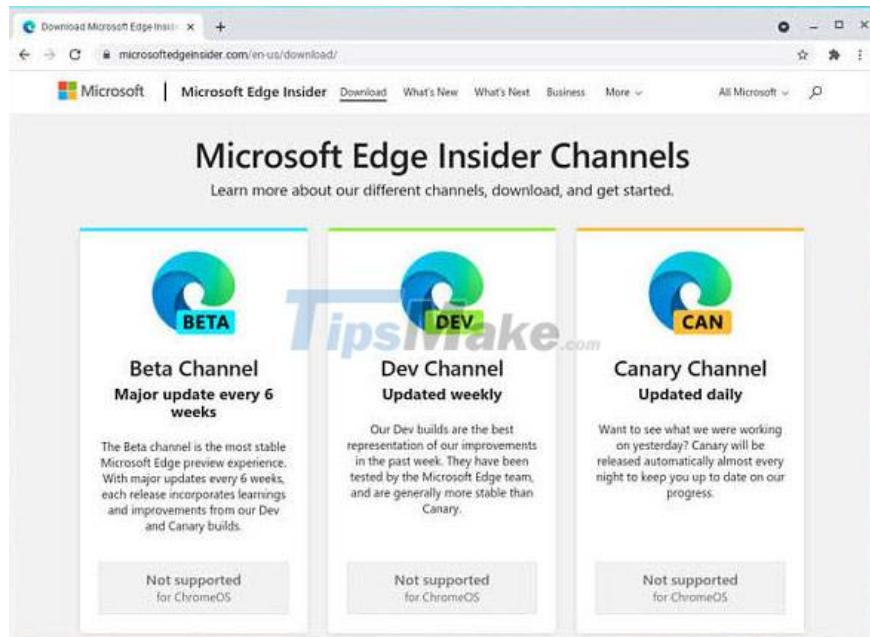 Download Microsoft Edge Insid
microsoftedgeinsider.com/en-us/download/
Microsoft | Microsoft Edge Insider Download What's New What's Next Business More All Microsoft
Microsoft Edge Insider Channels
Learn more about our different channels, download, and get started.
BETA
Beta Channel
Major update every 6
weeks
The Beta channel is the most stable
Microsoft Edge preview experience.
With major updates every 6 weeks,
each release incorporates learnings
and improvements from our Dev
and Canary builds.
Not supported
for ChromeOS
DEV
Dev Channel
Updated weekly
Our Dev builds are the best
representation of our improvements
in the past week. They have been
tested by the Microsoft Edge team,
and are generally more stable than
Canary.
Not supported
for ChromeOS
CAN
Canary Channel
Updated daily
Want to see what we were working
on yesterday? Canary will be
released automatically almost every
night to keep you up to date on our
progress.
Not supported
for ChromeOS
TipsMake.com